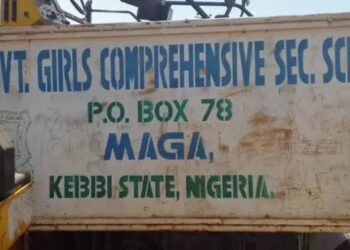 VT. GIRLS COMPREHENSIVE SEC. SC
P.O. BOX 78
MAGA,
KEBBI STATE, NIGERIA.